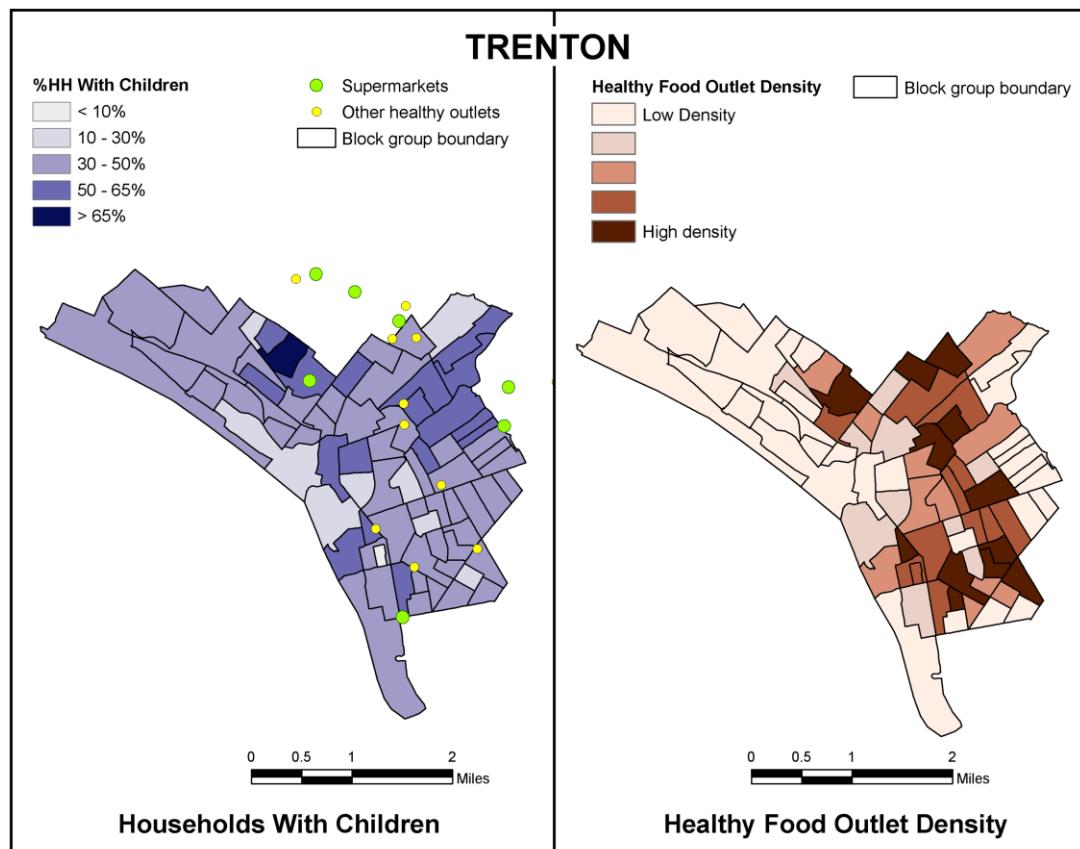 TRENTON
%HH With Children
< 10%
10 - 30%
30 - 50%
50 - 65%
> 65%
Supermarkets
Other healthy outlets
Block group boundary
0 0.5 1 2
Miles
Households With Children
Healthy Food Outlet Density
Low Density
High density
Block group boundary
0 0.5 1 2
Miles
Healthy Food Outlet Density